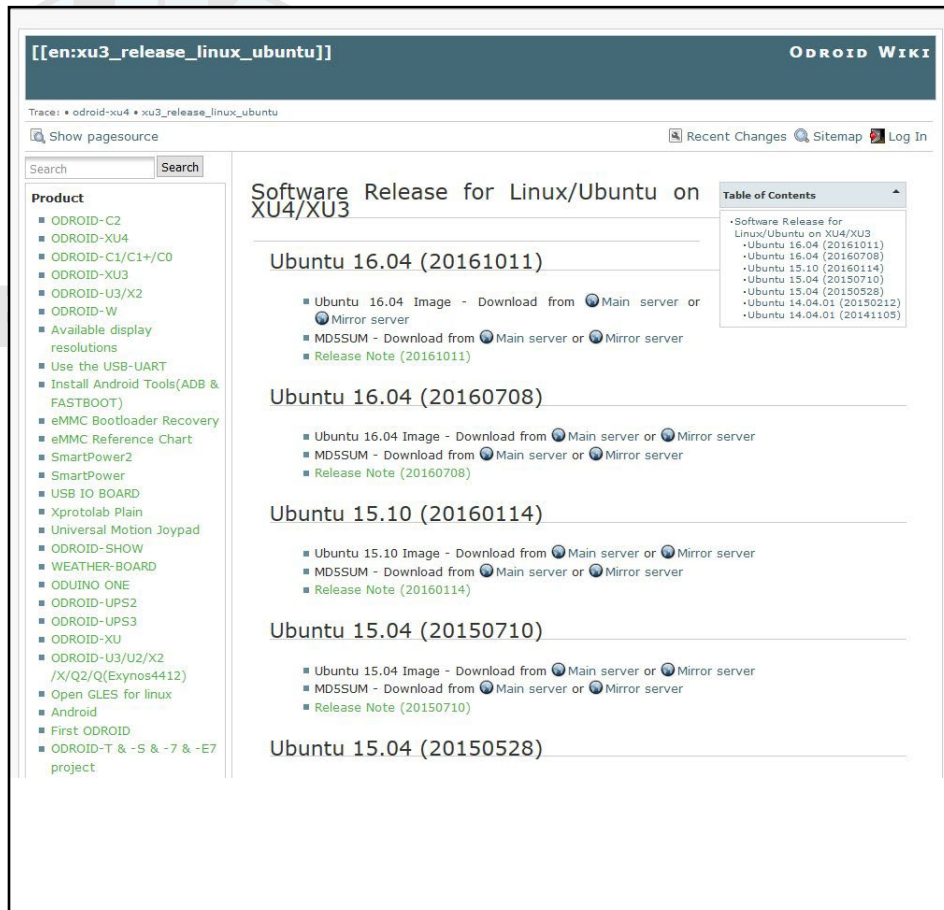 [[en:xu3_release_linux_ubuntu]]
ODROID WIKI
Trace: • odroid-xu4 • xu3_release_linux_ubuntu
Show pagesource
Recent Changes Sitemap Log In
Search Search
Product
ODROID-C2
ODROID-XU4
ODROID-C1/C1+/C0
ODROID-XU3
ODROID-U3/X2
ODROID-W
Available display
resolutions
Use the USB-UART
Install Android Tools(ADB &
FASTBOOT)
eMMC Bootloader Recovery
eMMC Reference Chart
SmartPower2
SmartPower
USB IO BOARD
Xprotolab Plain
Universal Motion Joypad
ODROID-SHOW
WEATHER-BOARD
ODUINO ONE
ODROID-UPS2
ODROID-UPS3
ODROID-XU
ODROID-U3/U2/X2
/X/Q2/Q(Exynos4412)
Open GLES for linux
Android
First ODROID
ODROID-T & -S & -7 & -E7
project
Software Release for Linux/Ubuntu on
XU4/XU3
Ubuntu 16.04 (20161011)
Ubuntu 16.04 Image - Download from Main server or
Mirror server
MD5SUM - Download from Main server or Mirror server
Release Note (20161011)
Ubuntu 16.04 (20160708)
Ubuntu 16.04 Image - Download from Main server or Mirror server
MD5SUM - Download from Main server or Mirror server
Release Note (20160708)
Ubuntu 15.10 (20160114)
Ubuntu 15.10 Image - Download from Main server or Mirror server
MD5SUM - Download from Main server or Mirror server
Release Note (20160114)
Ubuntu 15.04 (20150710)
Ubuntu 15.04 Image - Download from Main server or Mirror server
MD5SUM - Download from Main server or Mirror server
Release Note (20150710)
Ubuntu 15.04 (20150528)
Table of Contents
Software Release for
Linux/Ubuntu on XU4/XU3
Ubuntu 16.04 (20161011)
Ubuntu 16.04 (20160708)
Ubuntu 15.10 (20160114)
Ubuntu 15.04 (20150710)
Ubuntu 15.04 (20150528)
Ubuntu 14.04.01 (20150212)
Ubuntu 14.04.01 (20141105)